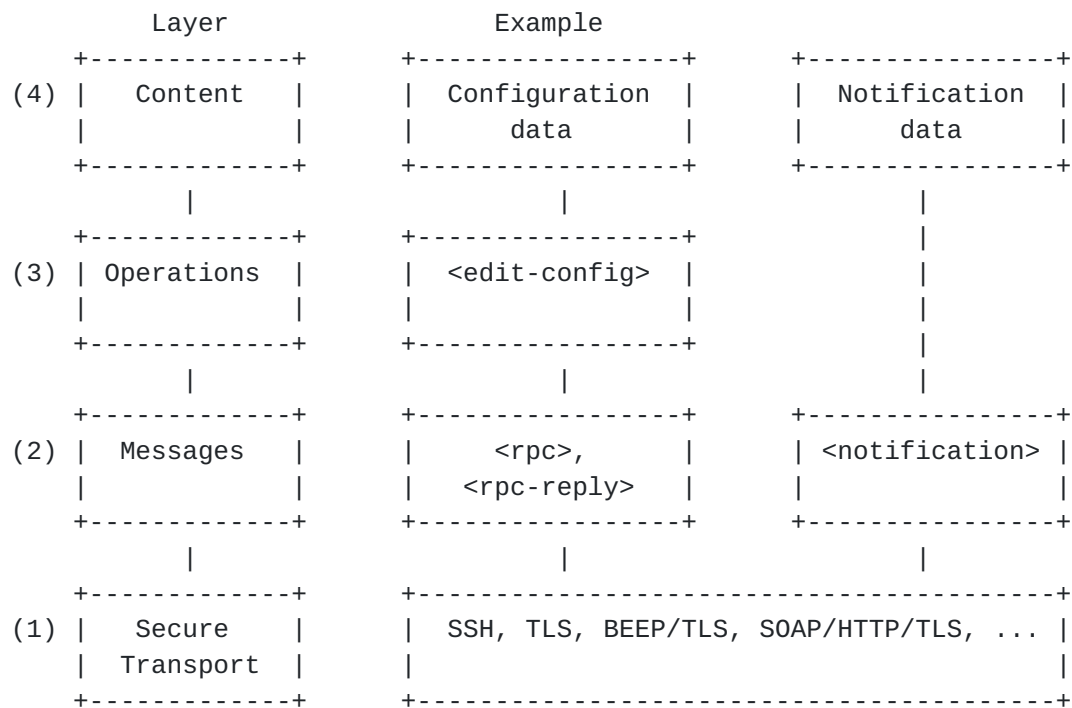 Layer                 Example
        +-------------+      +-----------------+      +----------------+
    (4) |   Content   |      |  Configuration  |      |  Notification  |
        |             |      |      data       |      |      data      |
        +-------------+      +-----------------+      +----------------+
               |                       |                      |
        +-------------+      +-----------------+              |
    (3) | Operations  |      |  <edit-config>  |              |
        |             |      |                 |              |
        +-------------+      +-----------------+              |
               |                       |                      |
        +-------------+      +-----------------+      +----------------+
    (2) |  Messages   |      |     <rpc>,      |      | <notification> |
        |             |      |   <rpc-reply>   |      |                |
        +-------------+      +-----------------+      +----------------+
               |                       |                      |
        +-------------+      +-----------------------------------------+
    (1) |   Secure    |      |  SSH, TLS, BEEP/TLS, SOAP/HTTP/TLS, ... |
        |  Transport  |      |                                         |
        +-------------+      +-----------------------------------------+